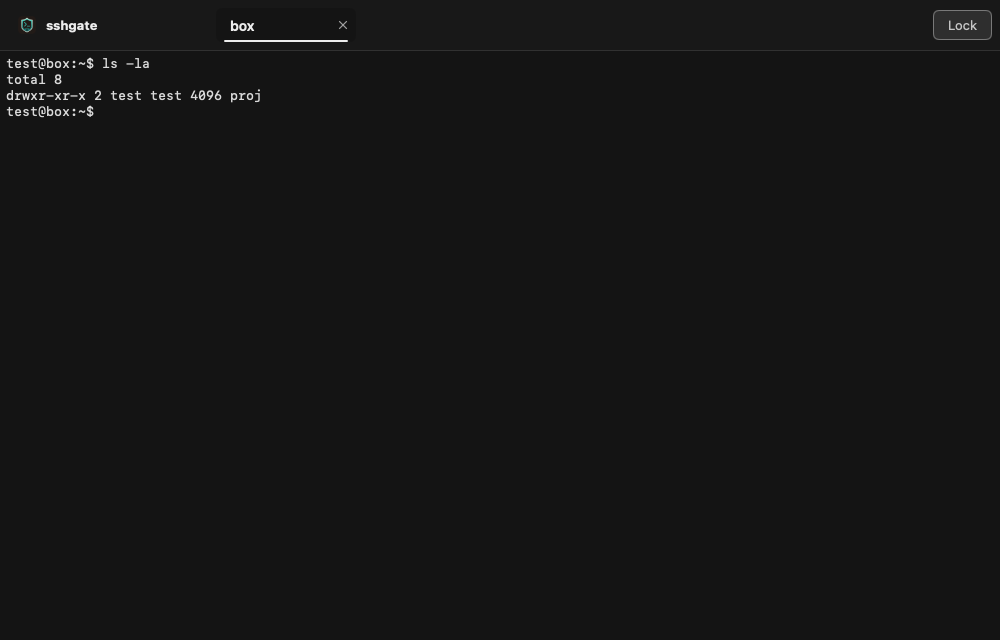 sshgate
box
Lock
test@box:~$ ls -la
total 8
drwxr-xr-x 2 test test 4096 proj
test@box:~$